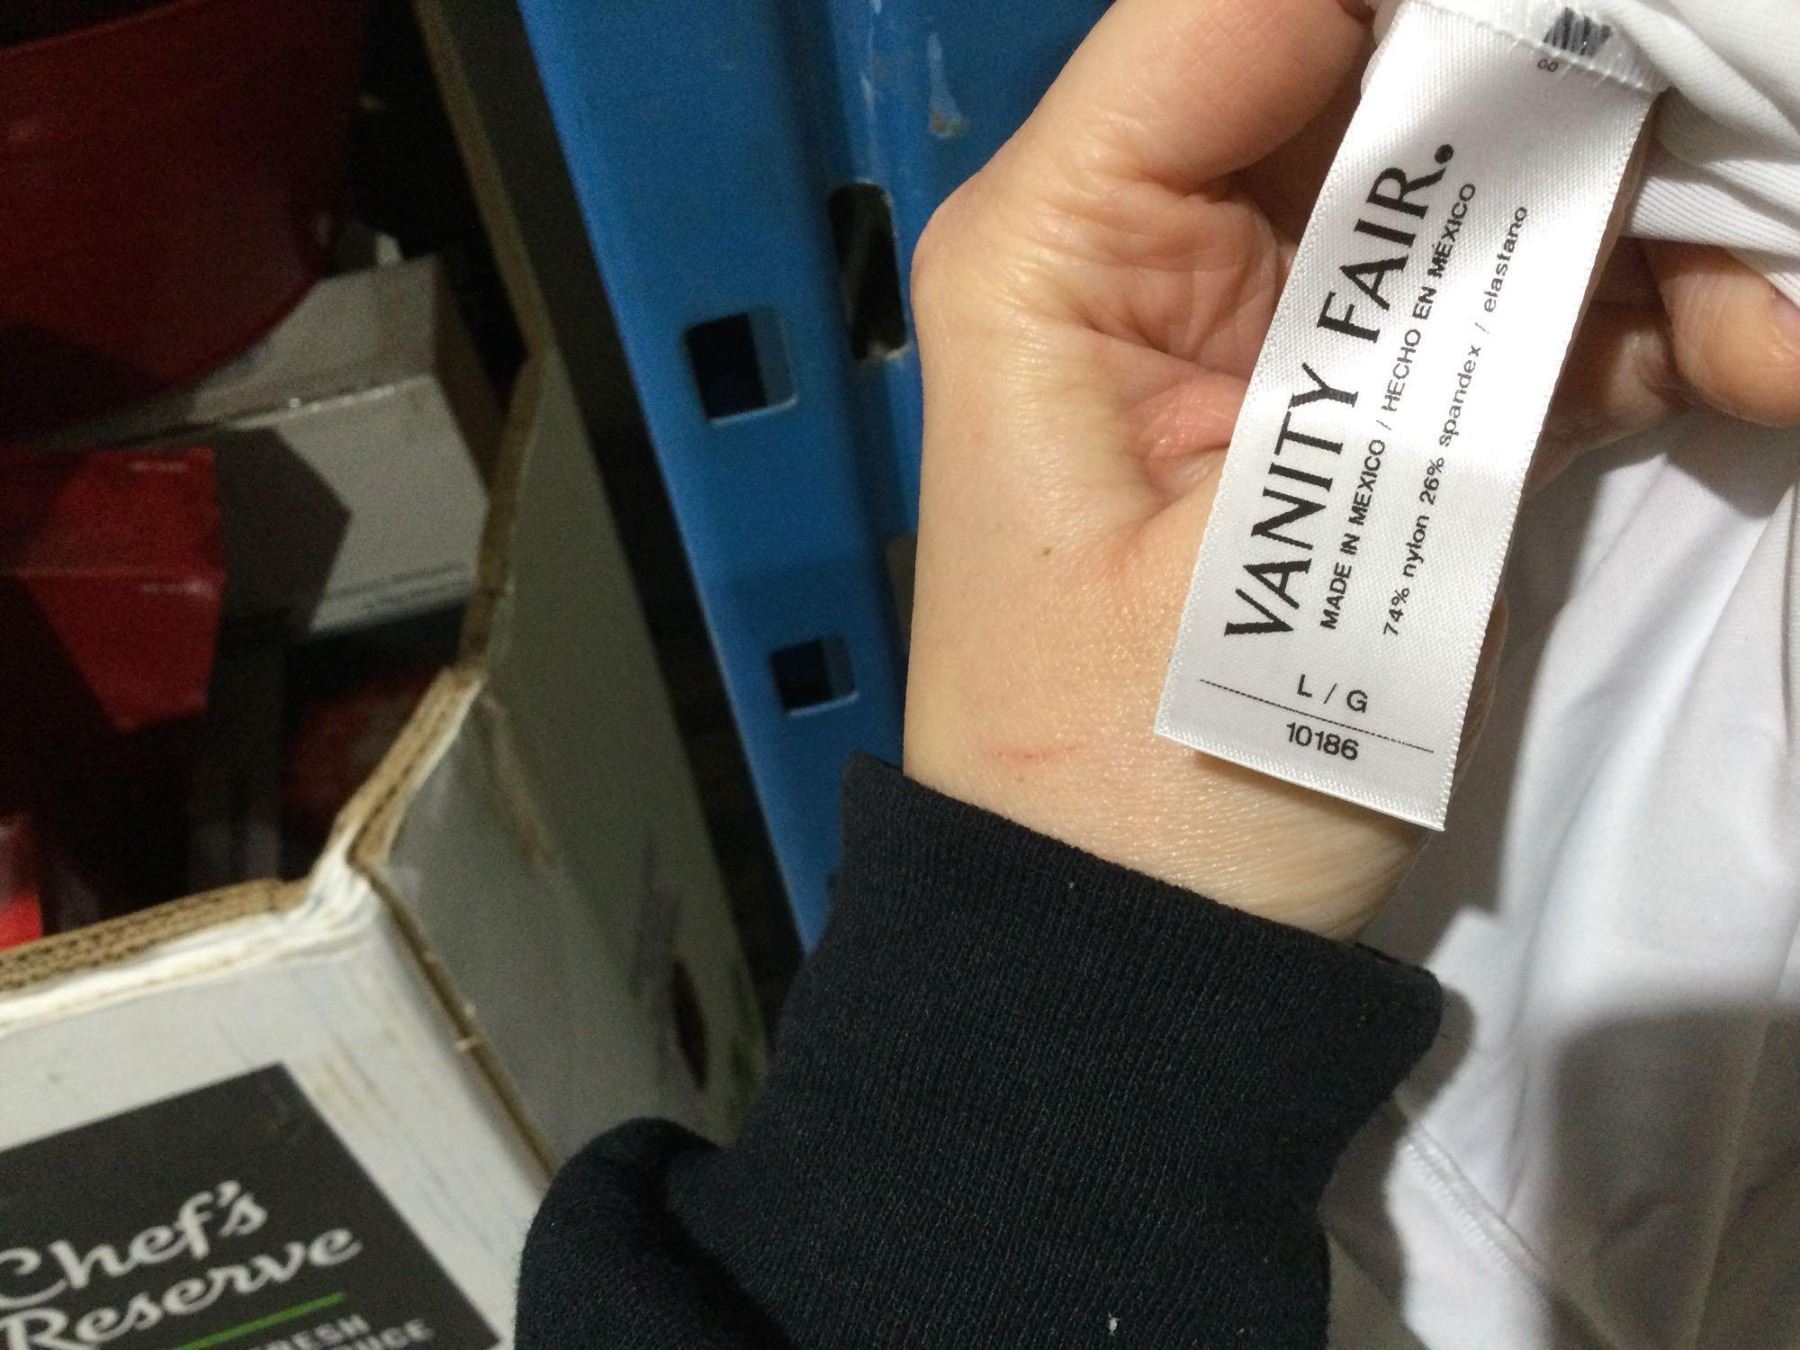 VANITY FAIR.
MADE IN MEXICO / HECHO EN MÉXICO
74% nylon 26% spandex / elastano
L / G
10186
Chef's
Reserve